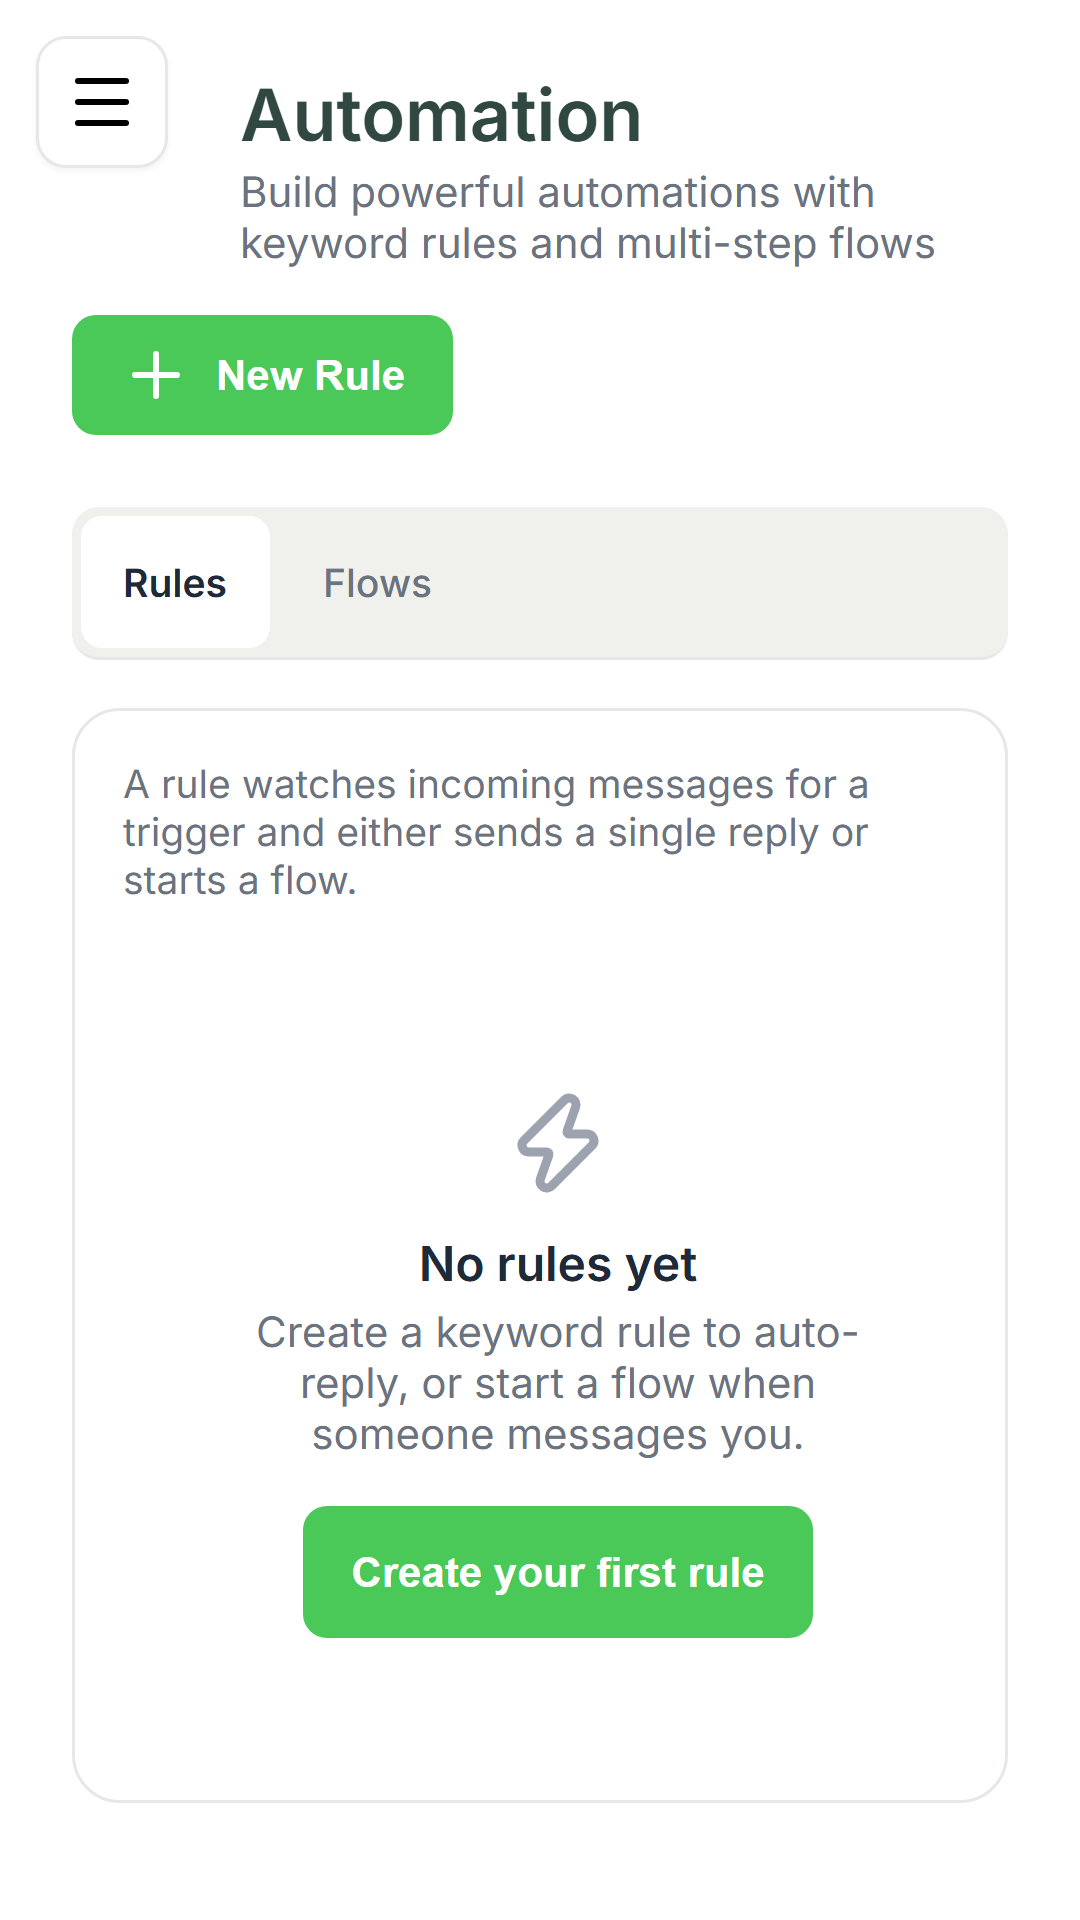 Automation
Build powerful automations with
keyword rules and multi-step flows
New Rule
Rules
Flows
A rule watches incoming messages for a
trigger and either sends a single reply or
starts a flow.
No rules yet
Create a keyword rule to auto-
reply, or start a flow when
someone messages you.
Create your first rule